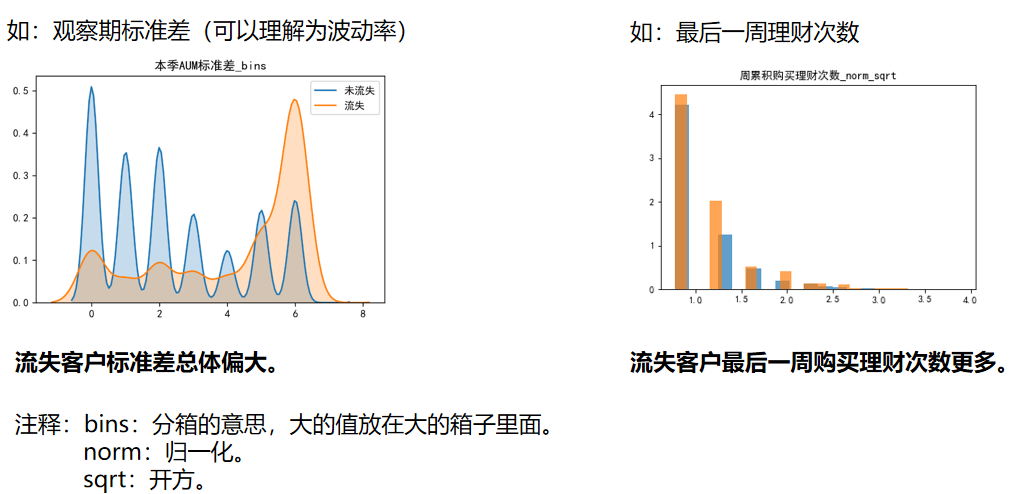 如：观察期标准差（可以理解为波动率）
本季AUM标准差_bins
未流失
流失
0.5
0.4
0.3
0.2
0.1
0.0
0 2 4 6 8
流失客户标准差总体偏大。
注释：bins：分箱的意思，大的值放在大的箱子里面。
norm：归一化。
sqrt：开方。
如：最后一周理财次数
周累积购买理财次数_norm_sqrt
4
3
2
1
0
1.0 1.5 2.0 2.5 3.0 3.5 4.0
流失客户最后一周购买理财次数更多。